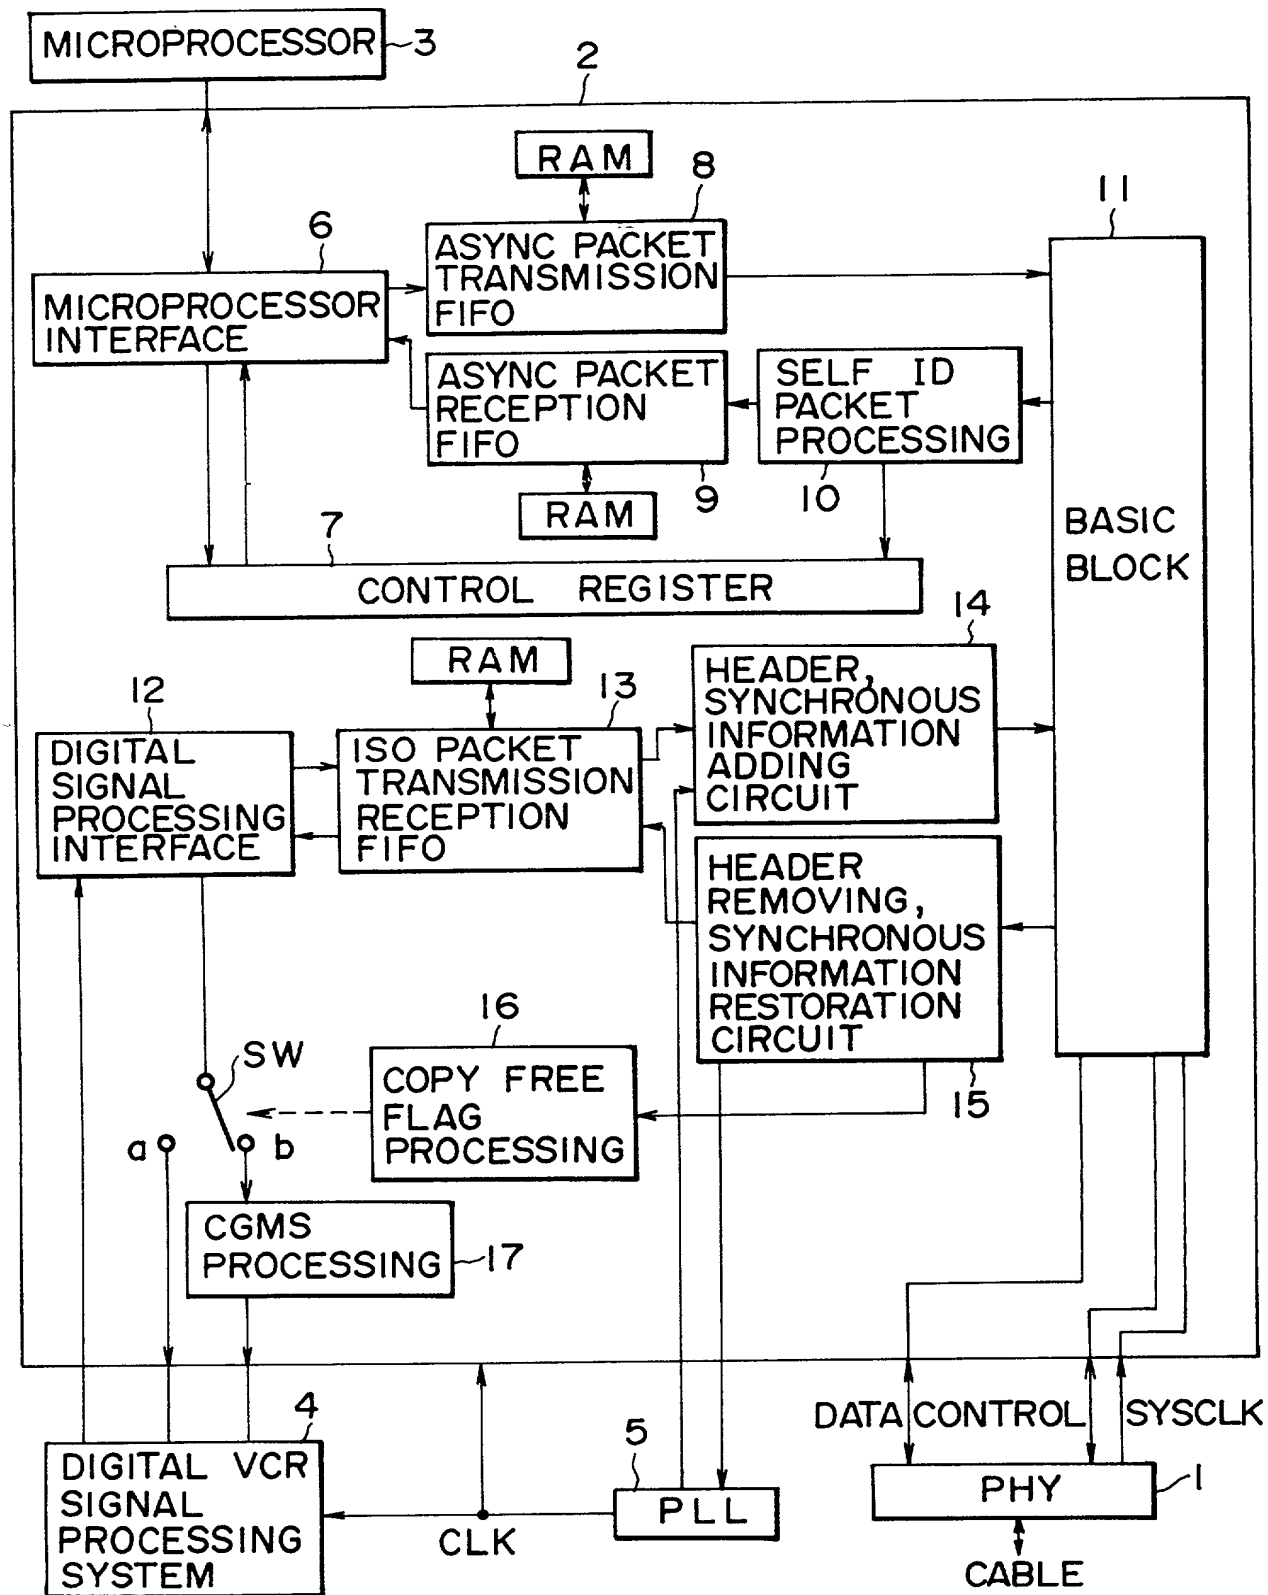 MICROPROCESSOR
3
2
RAM
8
11
6
ASYNC PACKET
TRANSMISSION
FIFO
MICROPROCESSOR
INTERFACE
ASYNC PACKET
RECEPTION
FIFO
SELF ID
PACKET
PROCESSING
9
10
RAM
BASIC
BLOCK
7
CONTROL REGISTER
14
RAM
HEADER,
SYNCHRONOUS
INFORMATION
ADDING
CIRCUIT
12
13
DIGITAL
SIGNAL
PROCESSING
INTERFACE
ISO PACKET
TRANSMISSION
RECEPTION
FIFO
HEADER
REMOVING,
SYNCHRONOUS
INFORMATION
RESTORATION
CIRCUIT
16
SW
COPY FREE
FLAG
PROCESSING
15
a
b
CGMS
PROCESSING
17
DATA
CONTROL
SYSCLK
4
5
DIGITAL VCR
SIGNAL
PROCESSING
SYSTEM
PLL
PHY
1
CLK
CABLE